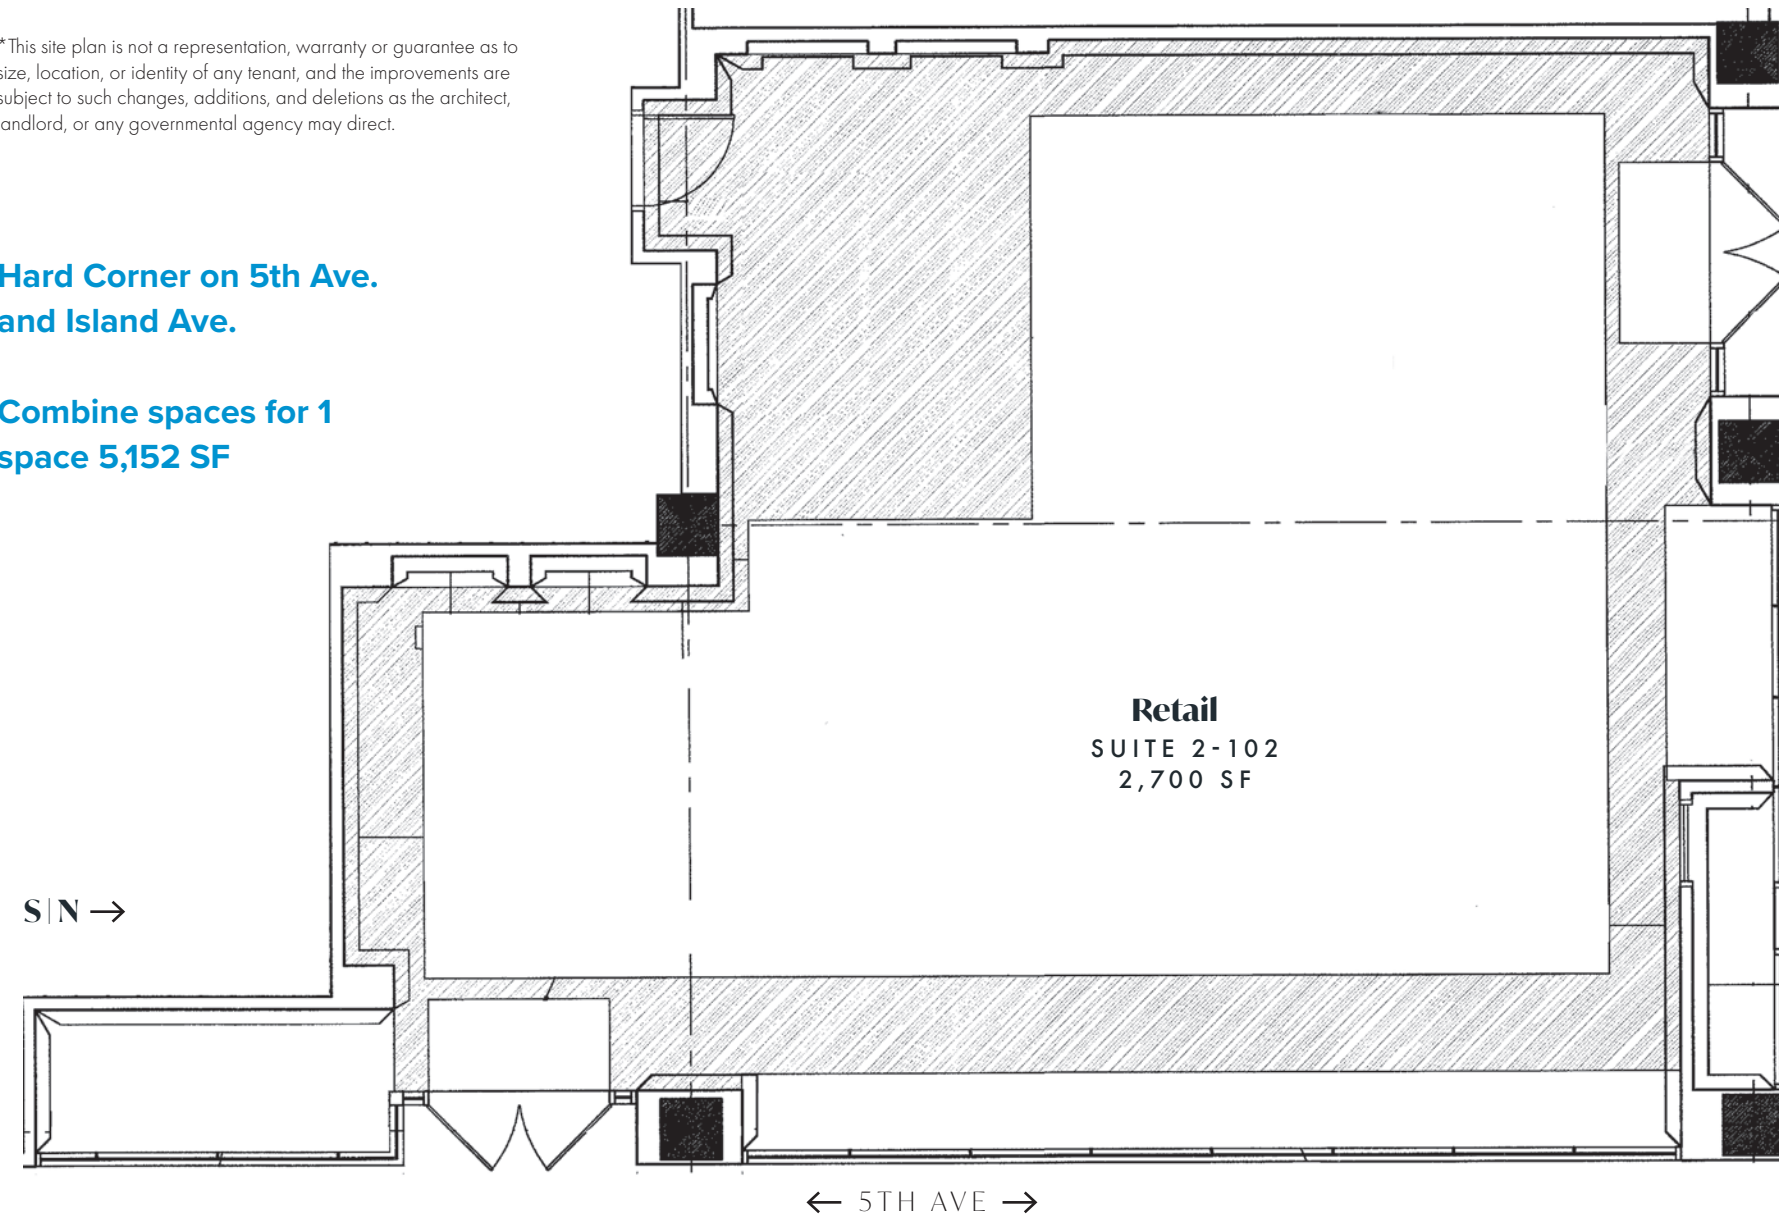 *This site plan is not a representation, warranty or guarantee as to
size, location, or identity of any tenant, and the improvements are
subject to such changes, additions, and deletions as the architect,
landlord, or any governmental agency may direct.
Hard Corner on 5th Ave.
and Island Ave.
Combine spaces for 1
space 5,152 SF
Retail
SUITE 2-102
2,700 SF
S|N →
← 5TH AVE →